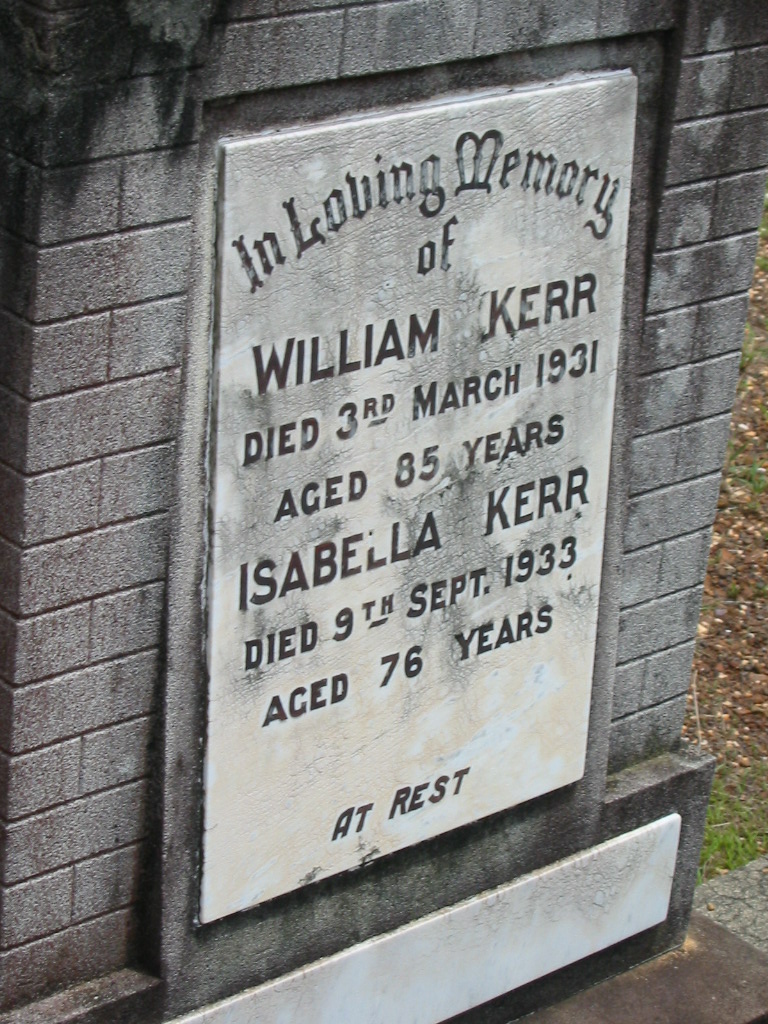 In Loving Memory
of
WILLIAM KERR
DIED 3RD MARCH 1931
AGED 85 YEARS
ISABELLA KERR
DIED 9TH SEPT. 1933
AGED 76 YEARS
AT REST